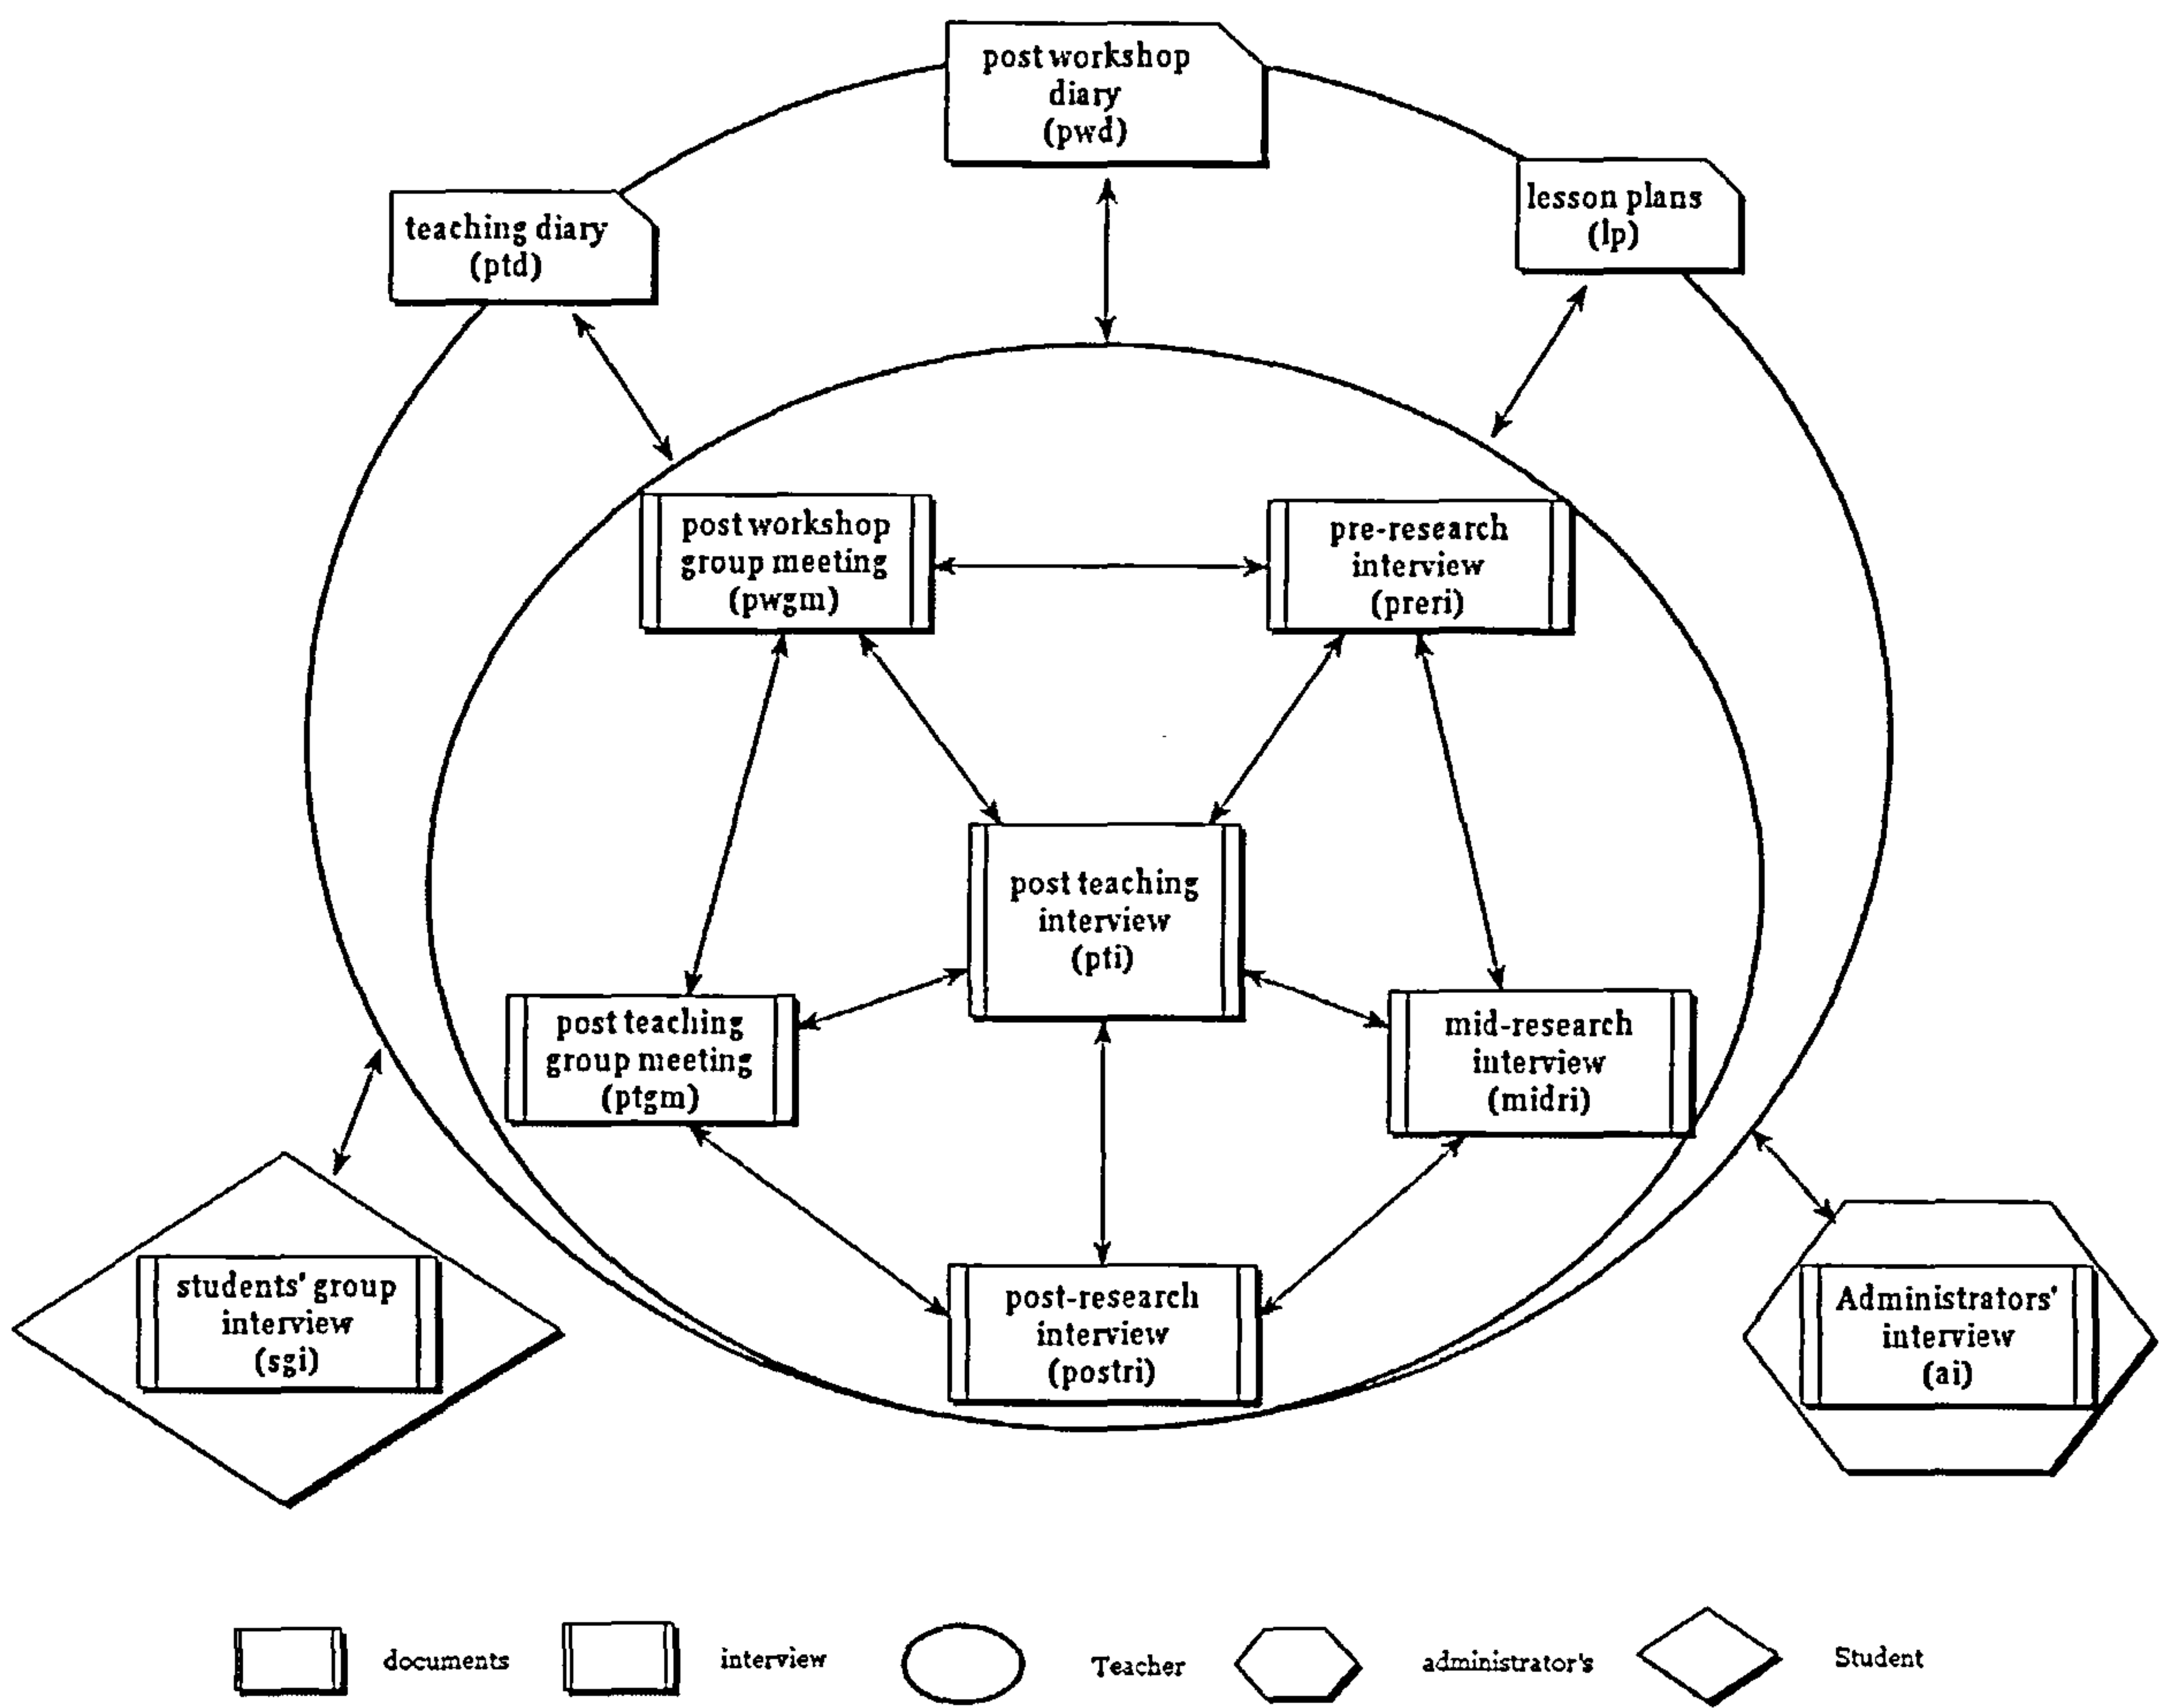 post workshop
diary
(pwd)
teaching diary
(ptd)
lesson plans
(lp)
post workshop
group meeting
(pwgm)
pre-research
interview
(preri)
post teaching
interview
(pti)
post teaching
group meeting
(ptgm)
mid-research
interview
(midri)
students' group
interview
(sgi)
post-research
interview
(postri)
Administrators'
interview
(ai)
documents
interview
Teacher
administrator's
Student